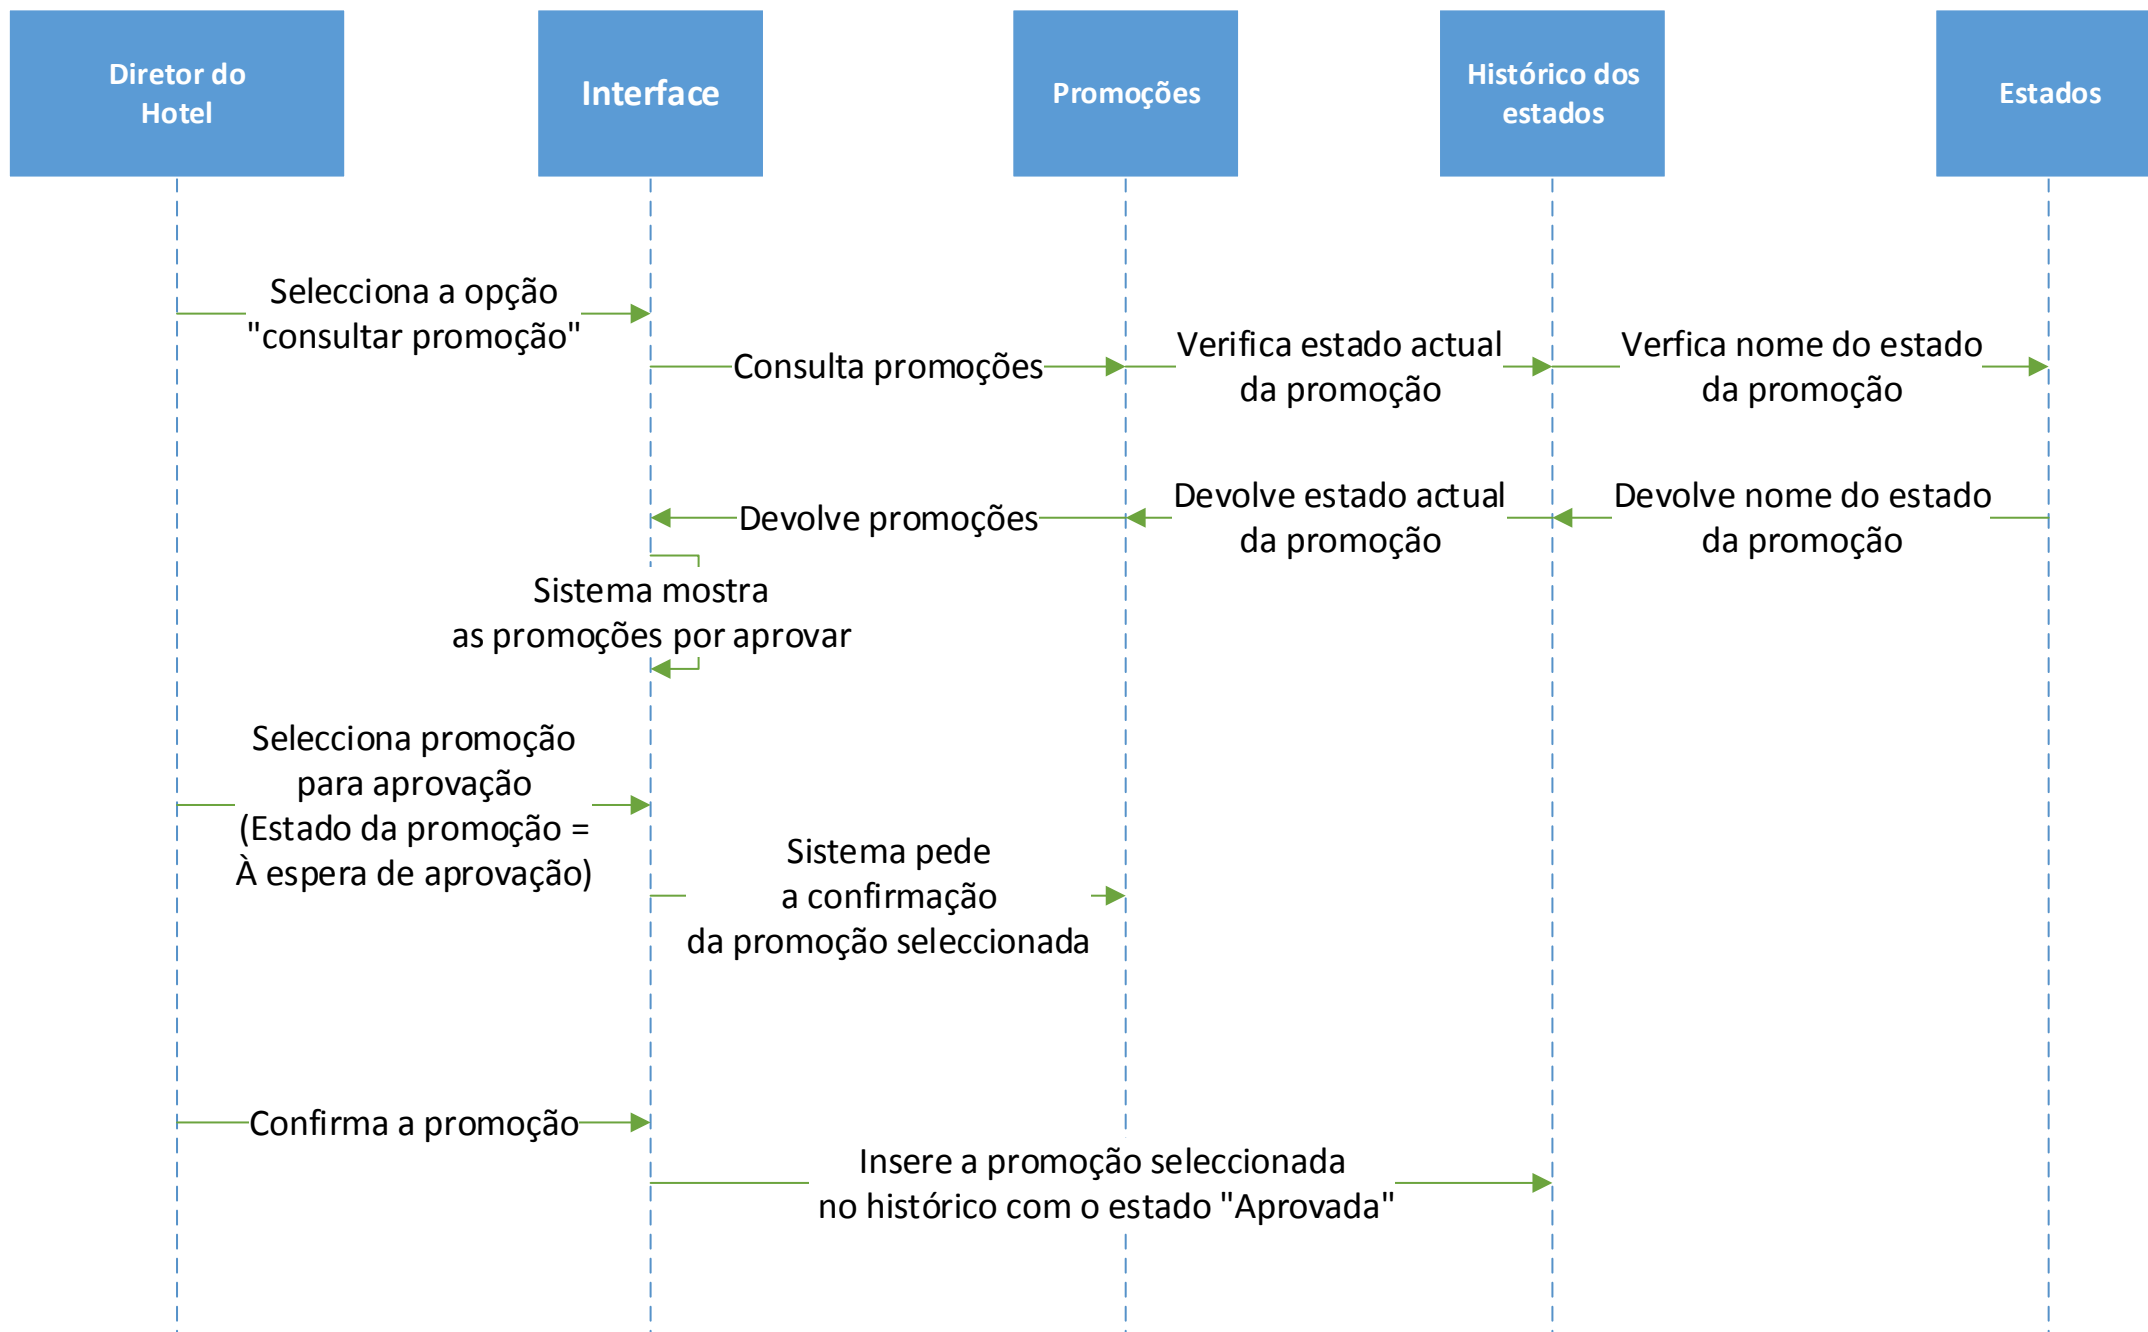 Diretor do
Hotel
Interface
Promoções
Histórico dos
estados
Estados
Selecciona a opção
"consultar promoção"
Consulta promoções
Verifica estado actual
da promoção
Verfica nome do estado
da promoção
Devolve promoções
Devolve estado actual
da promoção
Devolve nome do estado
da promoção
Sistema mostra
as promoções por aprovar
Selecciona promoção
para aprovação
(Estado da promoção =
À espera de aprovação)
Sistema pede
a confirmação
da promoção seleccionada
Confirma a promoção
Insere a promoção seleccionada
no histórico com o estado "Aprovada"